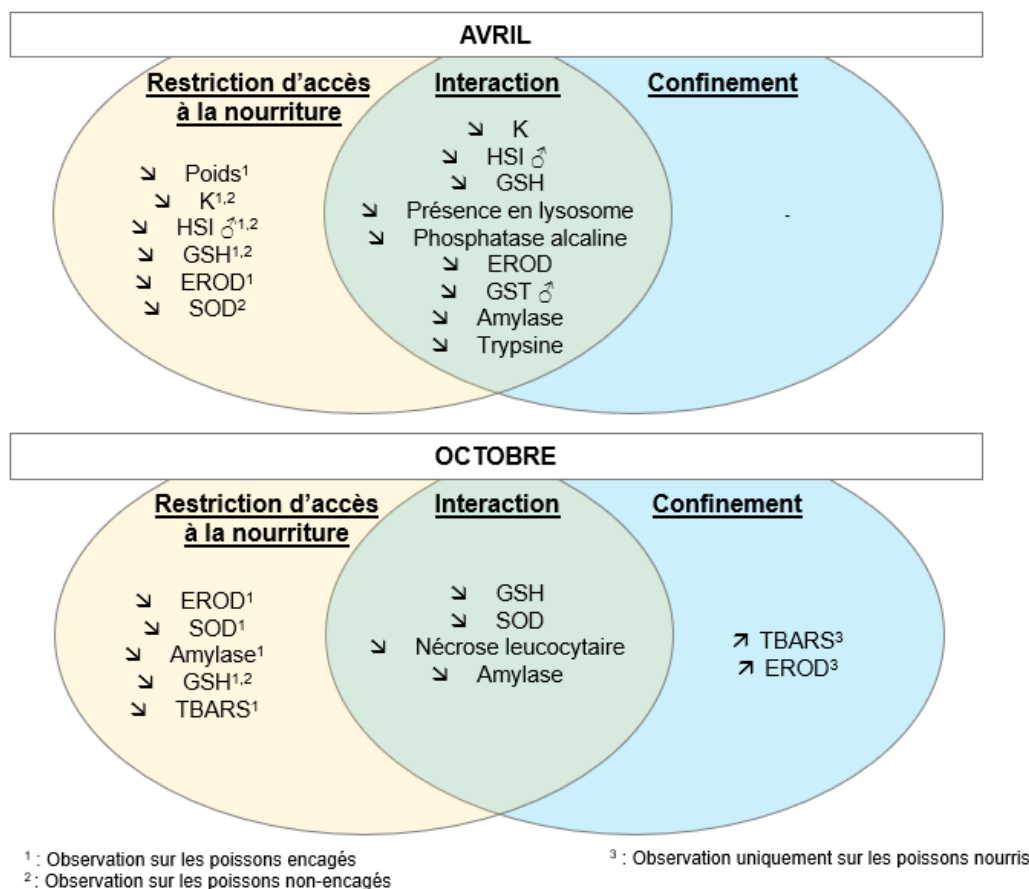 AVRIL
Restriction d'accès
à la nourriture
↘ Poids¹
↘ K¹,²
↘ HSI ♂¹,²
↘ GSH¹,²
↘ EROD¹
↘ SOD²
Interaction
↘ K
↘ HSI ♂
↘ GSH
↘ Présence en lysosome
↘ Phosphatase alcaline
↘ EROD
↘ GST ♂
↘ Amylase
↘ Trypsine
Confinement
-
OCTOBRE
Restriction d'accès
à la nourriture
↘ EROD¹
↘ SOD¹
↘ Amylase¹
↘ GSH¹,²
↘ TBARS¹
Interaction
↘ GSH
↘ SOD
↘ Nécrose leucocytaire
↘ Amylase
Confinement
↗ TBARS³
↗ EROD³
¹ : Observation sur les poissons encagés
² : Observation sur les poissons non-encagés
³ : Observation uniquement sur les poissons nourris